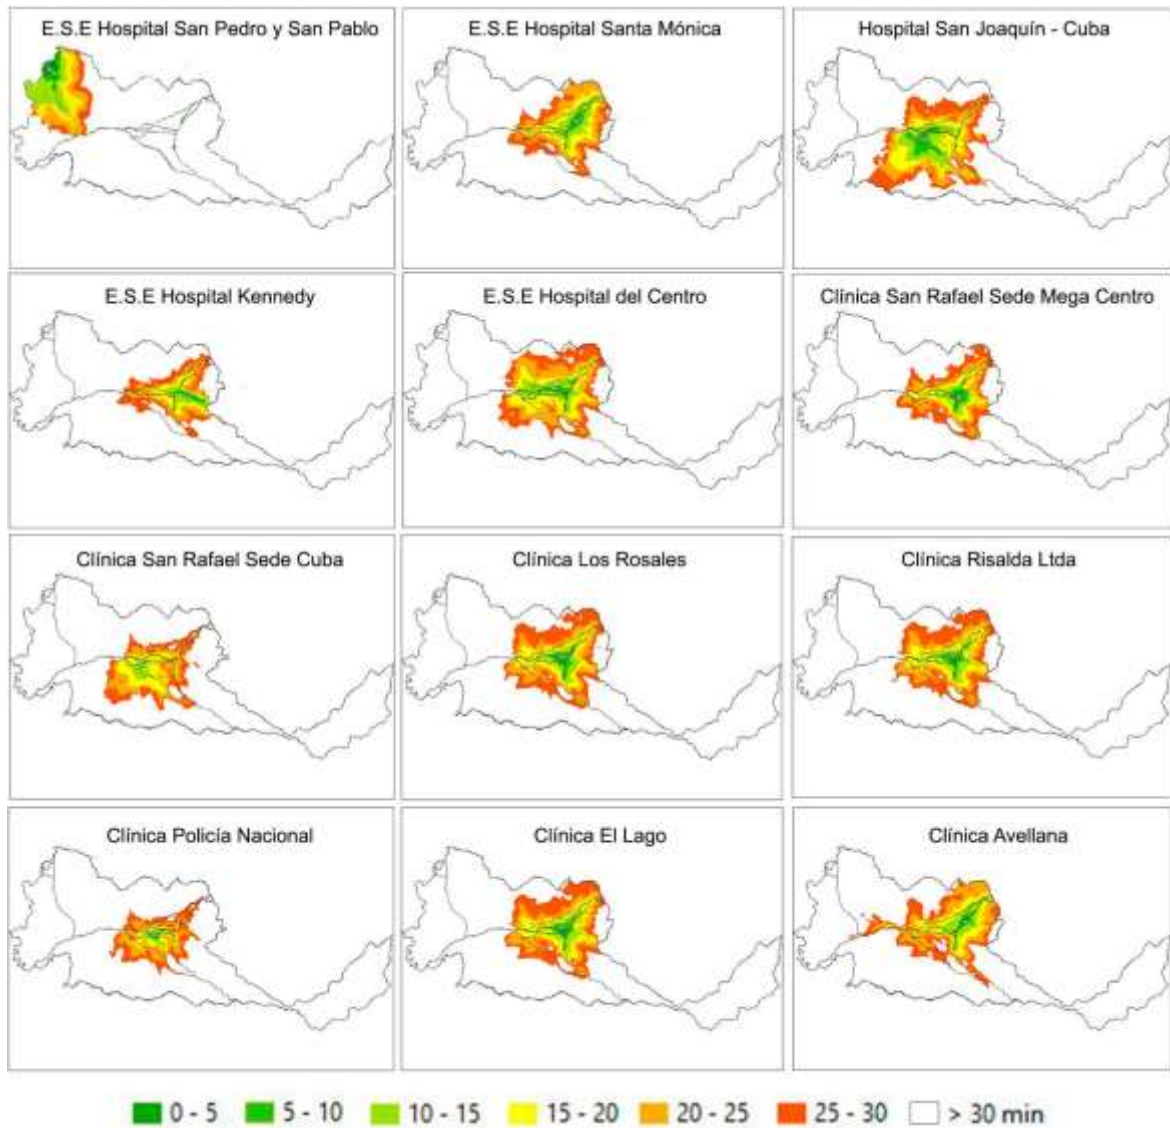 E.S.E Hospital San Pedro y San Pablo
E.S.E Hospital Santa Mónica
Hospital San Joaquín - Cuba
E.S.E Hospital Kennedy
E.S.E Hospital del Centro
Clínica San Rafael Sede Mega Centro
Clínica San Rafael Sede Cuba
Clínica Los Rosales
Clínica Risalda Ltda
Clínica Policía Nacional
Clínica El Lago
Clínica Avellana
0 - 5 5 - 10 10 - 15 15 - 20 20 - 25 25 - 30 > 30 min